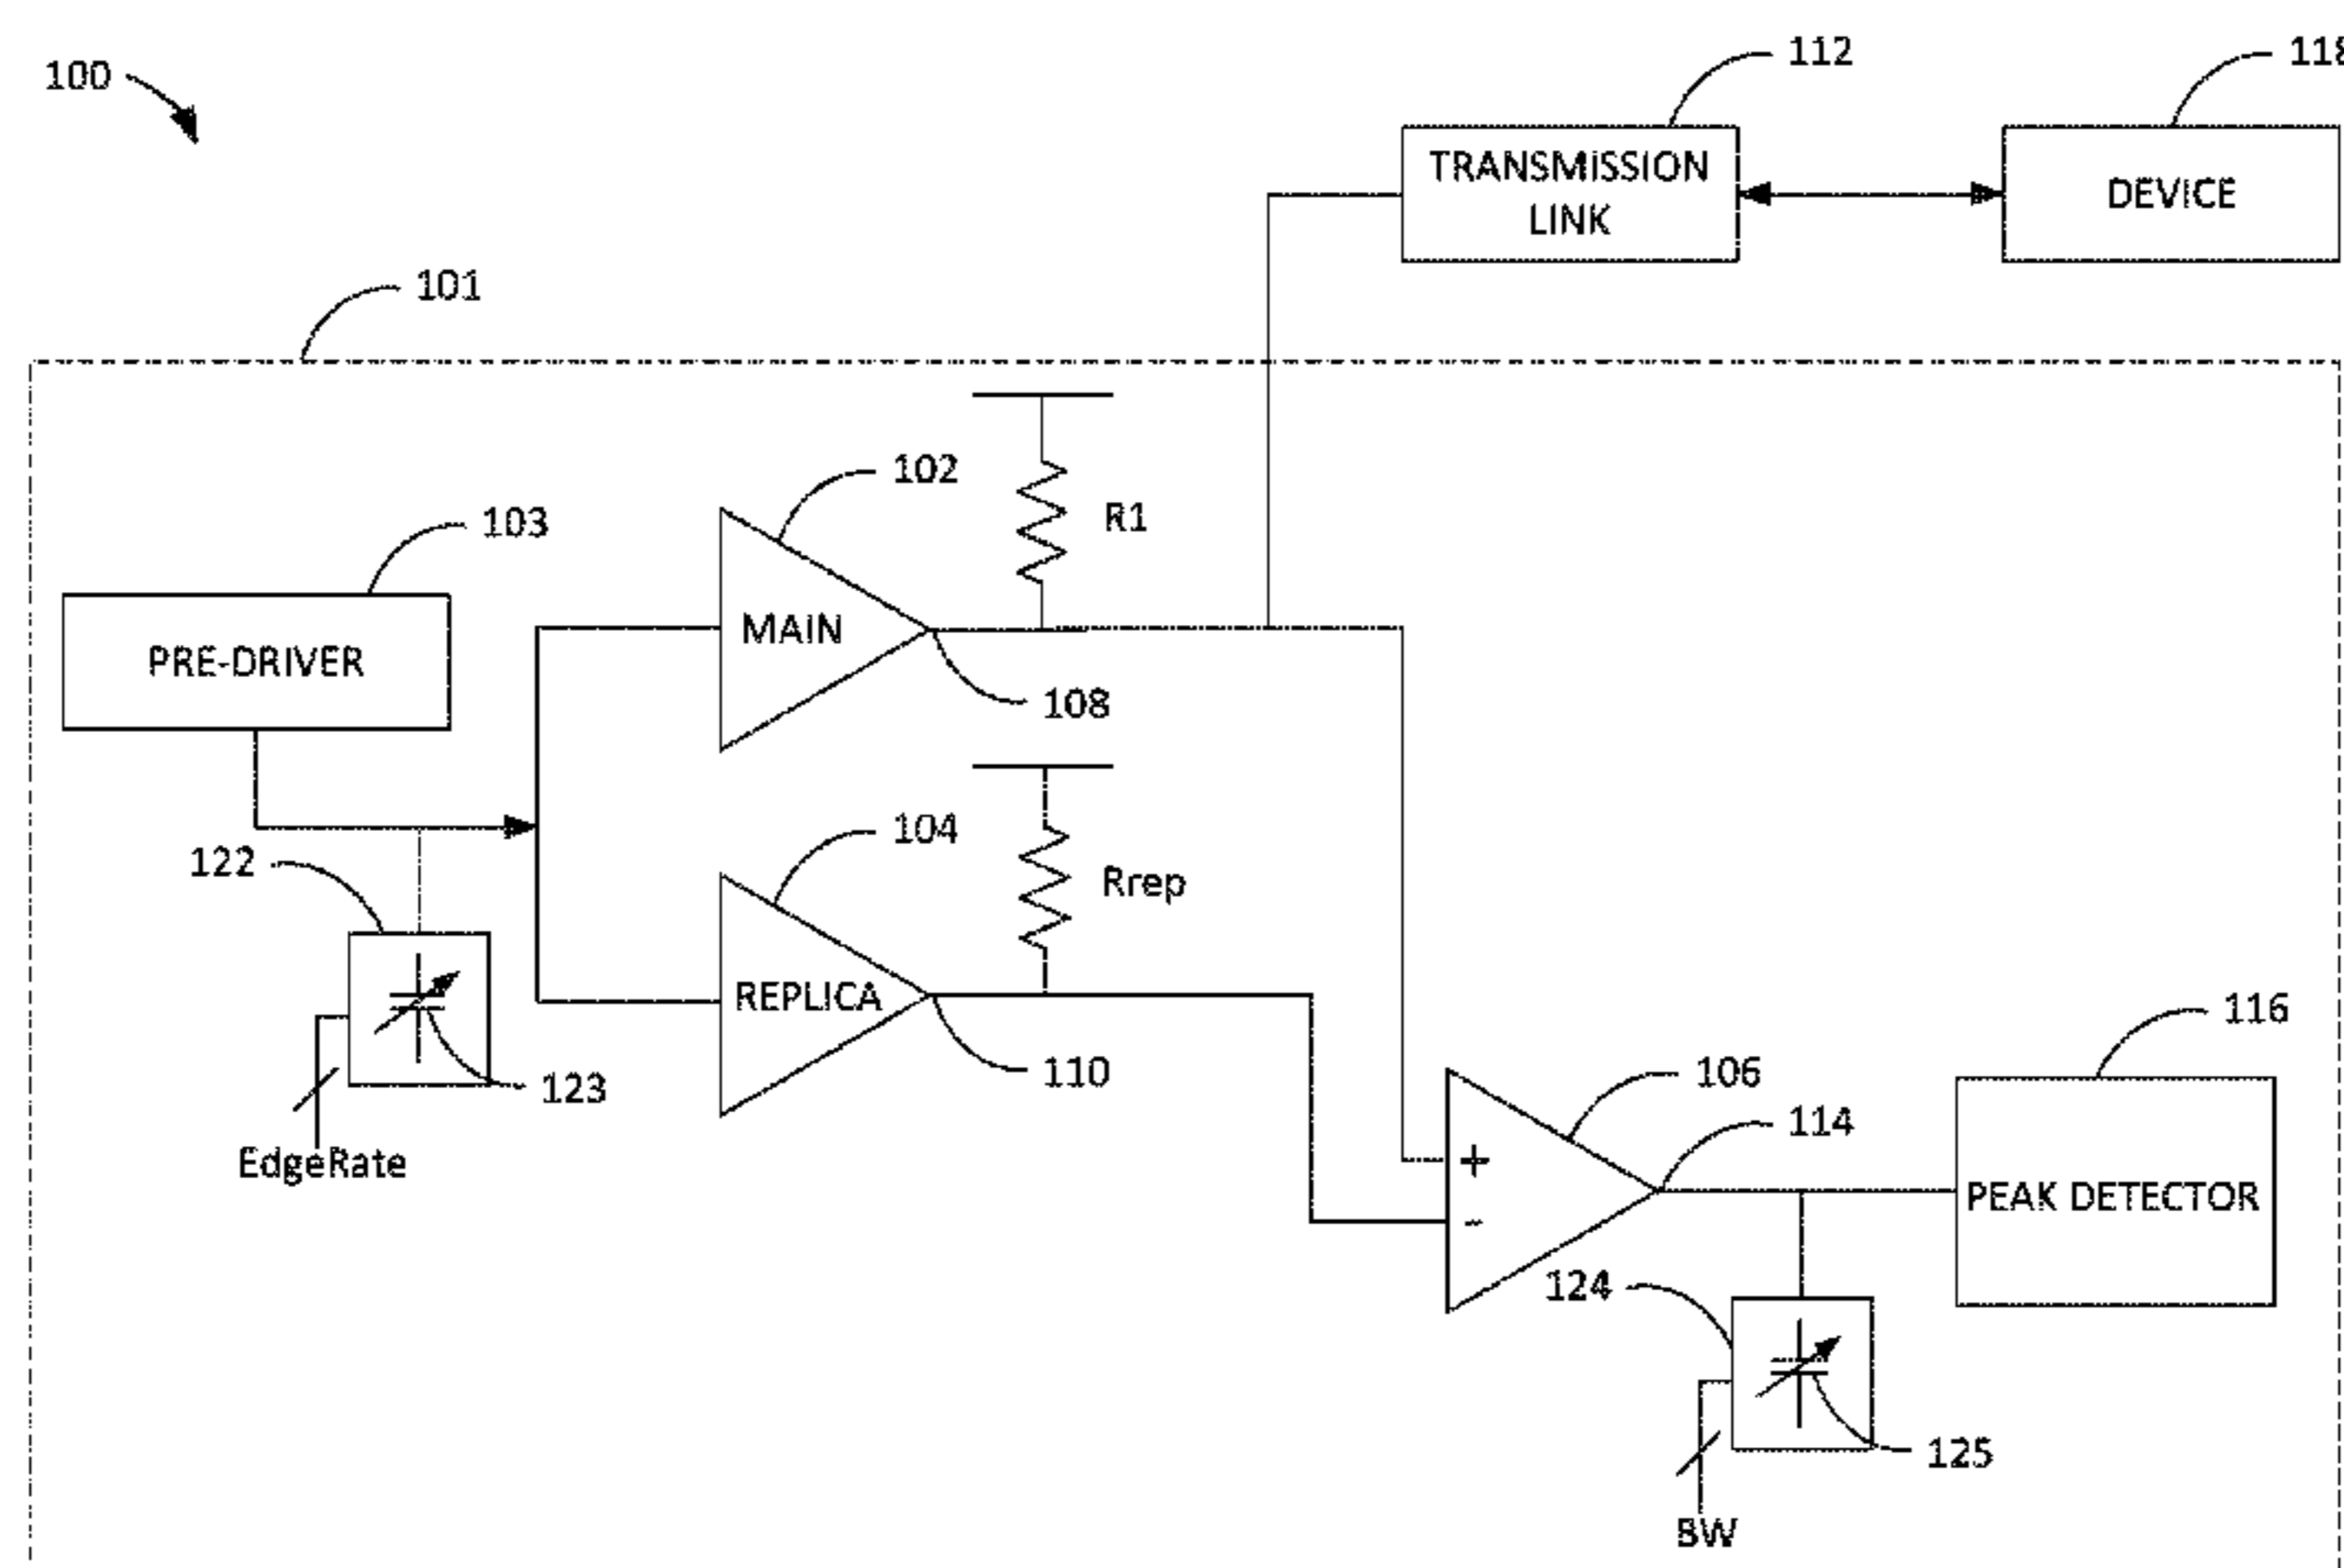 100
112
118
TRANSMISSION
LINK
DEVICE
101
102
R1
103
MAIN
PRE-DRIVER
108
104
122
Rrep
REPLICA
116
110
106
123
114
EdgeRate
+
PEAK DETECTOR
-
124
125
BW